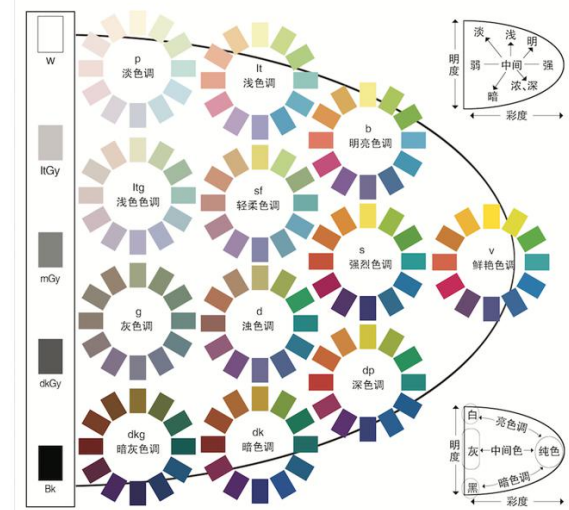 W
ltGy
mGy
dkGy
Bk
p
淡色调
lt
浅色调
b
明亮色调
ltg
浅色色调
sf
轻柔色调
s
强烈色调
v
鲜艳色调
g
灰色调
d
浊色调
dp
深色调
dkg
暗灰色调
dk
暗色调
明度
淡
浅
明
弱
中间
强
暗
浓、深
彩度
明度
白
亮色调
灰
中间色
纯色
黑
暗色调
彩度